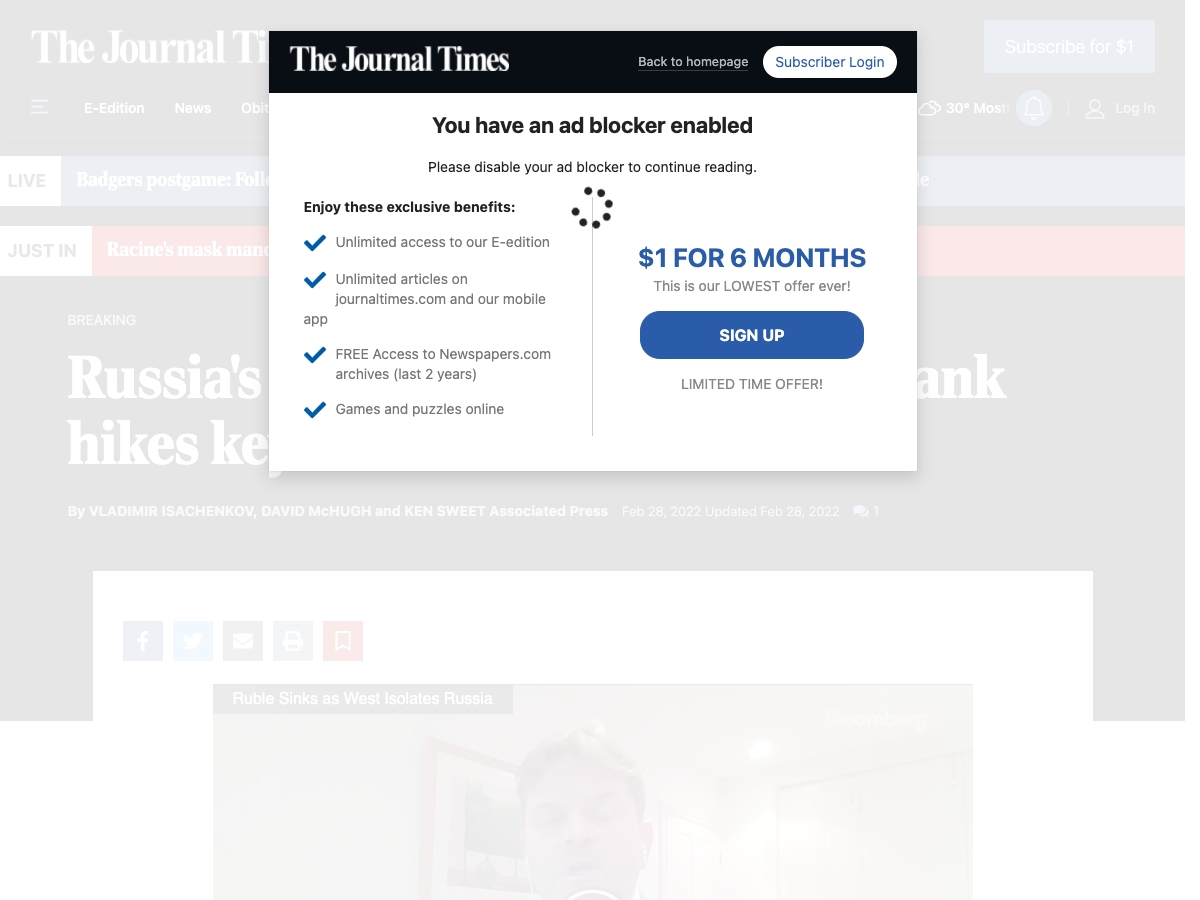 The Journal Ti
Subscribe for $1
The Journal Times
Back to homepage
Subscriber Login
E-Edition
News
Obit
30° Most
Log In
You have an ad blocker enabled
Please disable your ad blocker to continue reading.
LIVE
Badgers postgame: Follo
le
Enjoy these exclusive benefits:
Unlimited access to our E-edition
Unlimited articles on
journaltimes.com and our mobile
app
FREE Access to Newspapers.com
archives (last 2 years)
Games and puzzles online
$1 FOR 6 MONTHS
This is our LOWEST offer ever!
SIGN UP
LIMITED TIME OFFER!
JUST IN
Racine's mask mand
BREAKING
Russia's
ank
hikes key
By VLADIMIR ISACHENKOV, DAVID McHUGH and KEN SWEET Associated Press
Feb 28, 2022 Updated Feb 28, 2022
1
Ruble Sinks as West Isolates Russia
Bloomberg